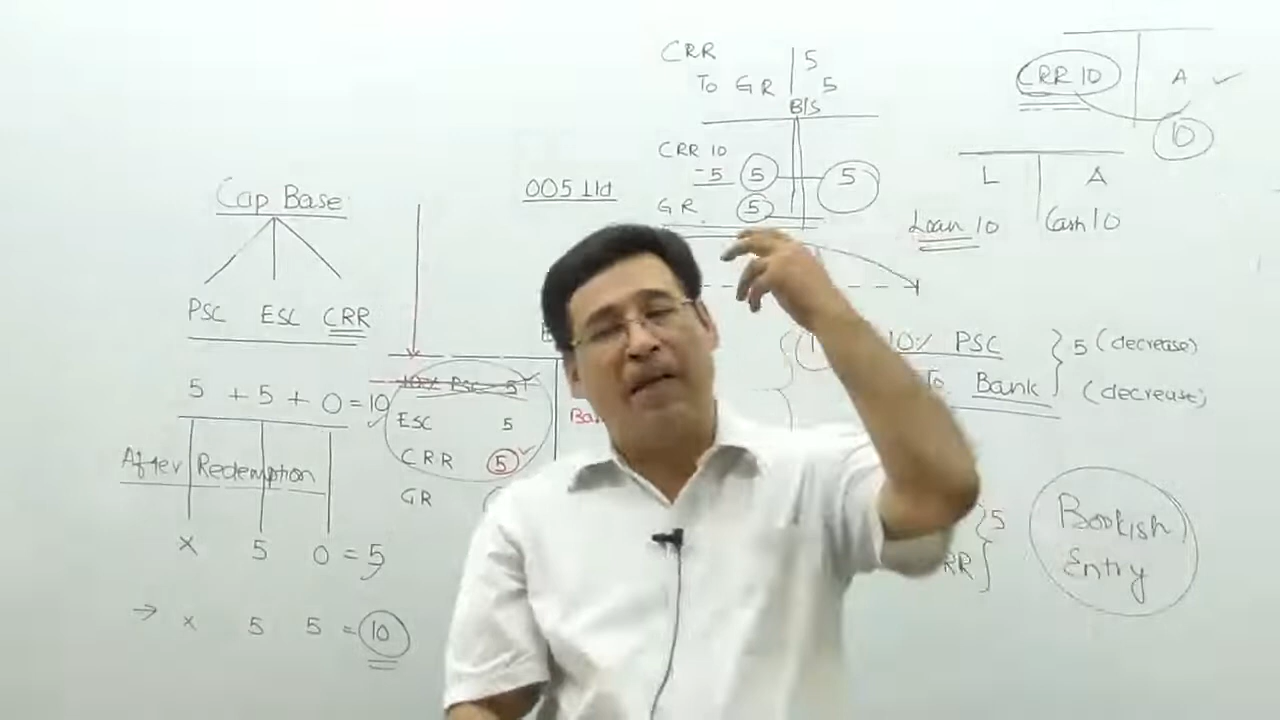 Cap Base
PSC ESC CRR
5 + 5 + 0 = 10
After Redemption
x 5 0 = 5
→ x 5 5 = 10
005 Ltd
10% PSC 5
ESC 5
CRR 5 ✓
GR
CRR 5
To GR 5
B/S
CRR 10
-5 5 5
GR. 5
CRR 10 A ✓
10
L A
Loan 10 Cash 10
10% PSC } 5 (decrease)
To Bank (decrease)
5
RR
Bookish
Entry